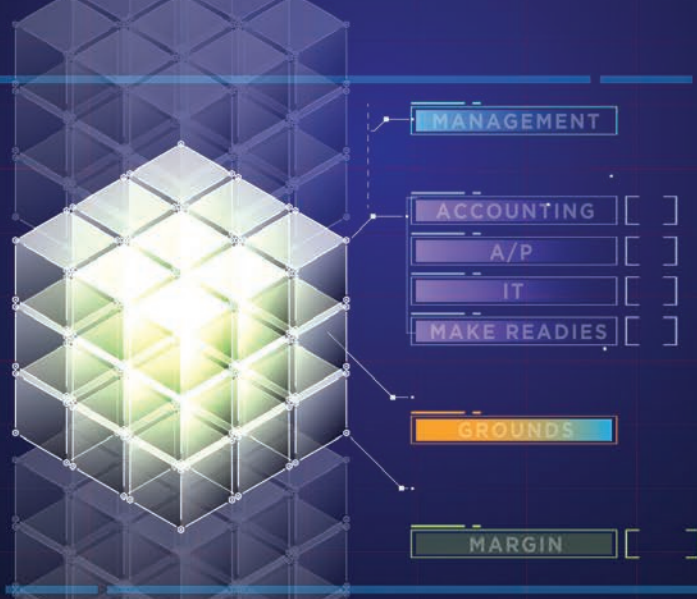 MANAGEMENT
ACCOUNTING
A/P
IT
MAKE READIES
GROUNDS
MARGIN